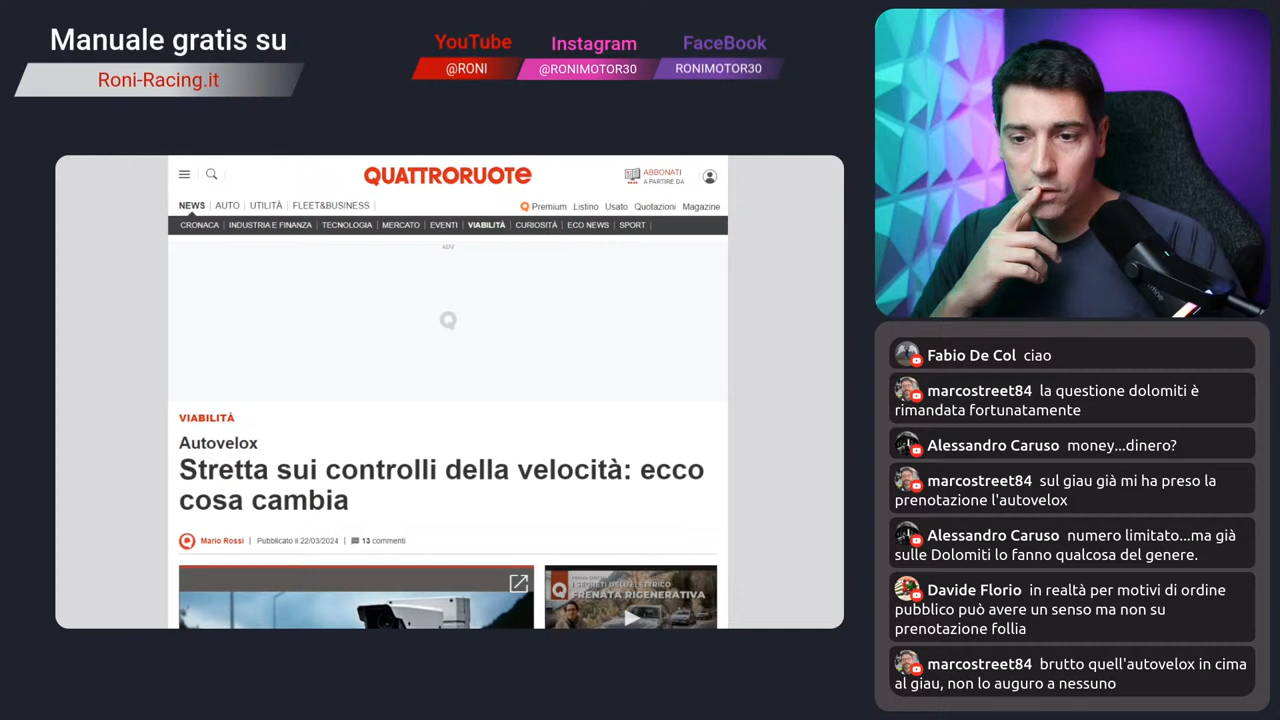 Manuale gratis su
Roni-Racing.it
YouTube
@RONI
Instagram
@RONIMOTOR30
FaceBook
RONIMOTOR30
QUATTRORUOTE
ABBONATI
A PARTIRE DA
NEWS | AUTO | UTILITÀ | FLEET&BUSINESS |
Premium Listino Usato Quotazioni Magazine
CRONACA | INDUSTRIA E FINANZA | TECNOLOGIA | MERCATO | EVENTI | VIABILITÀ | CURIOSITÀ | ECO NEWS | SPORT |
ADV
VIABILITÀ
Autovelox
Stretta sui controlli della velocità: ecco
cosa cambia
Mario Rossi | Pubblicato il 22/03/2024 | 13 commenti
I SEGRETI DELL'ELETTRICO
FRENATA RIGENERATIVA
Fabio De Col ciao
marcostreet84 la questione dolomiti è
rimandata fortunatamente
Alessandro Caruso money...dinero?
marcostreet84 sul giau già mi ha preso la
prenotazione l'autovelox
Alessandro Caruso numero limitato...ma già
sulle Dolomiti lo fanno qualcosa del genere.
Davide Florio in realtà per motivi di ordine
pubblico può avere un senso ma non su
prenotazione follia
marcostreet84 brutto quell'autovelox in cima
al giau, non lo auguro a nessuno